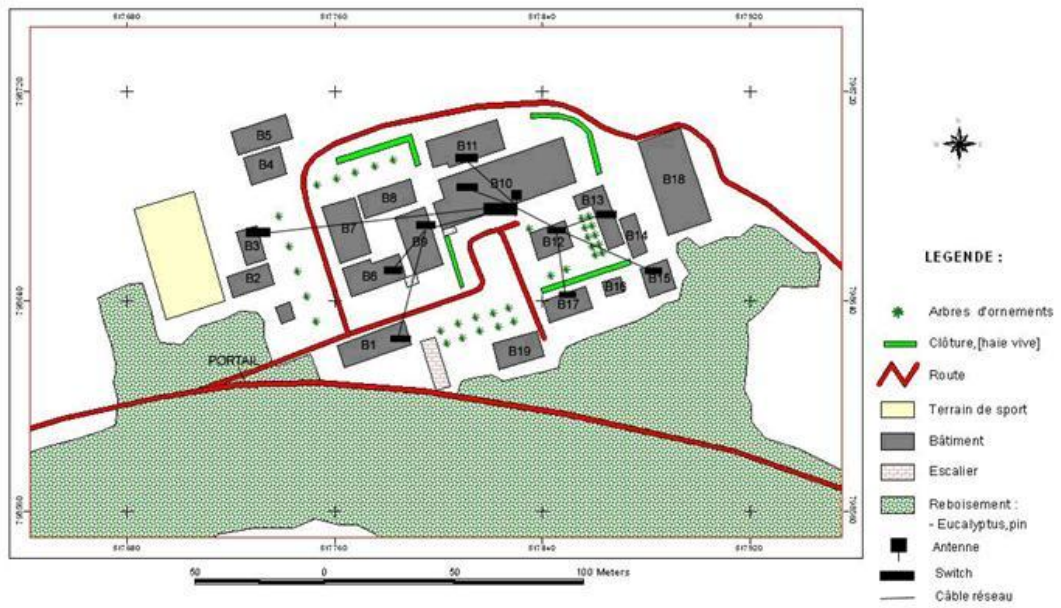 B5
B4
B11
B10
B18
B8
B7
B13
B3
B9
B12
B14
B2
B6
B15
B16
B17
B1
B19
PORTAIL
50 0 50 100 Meters
LEGENDE :
Arbres d'ornements
Clôture,[haie vive]
Route
Terrain de sport
Bâtiment
Escalier
Reboisement :
- Eucalyptus,pin
Antenne
Switch
Câble réseau